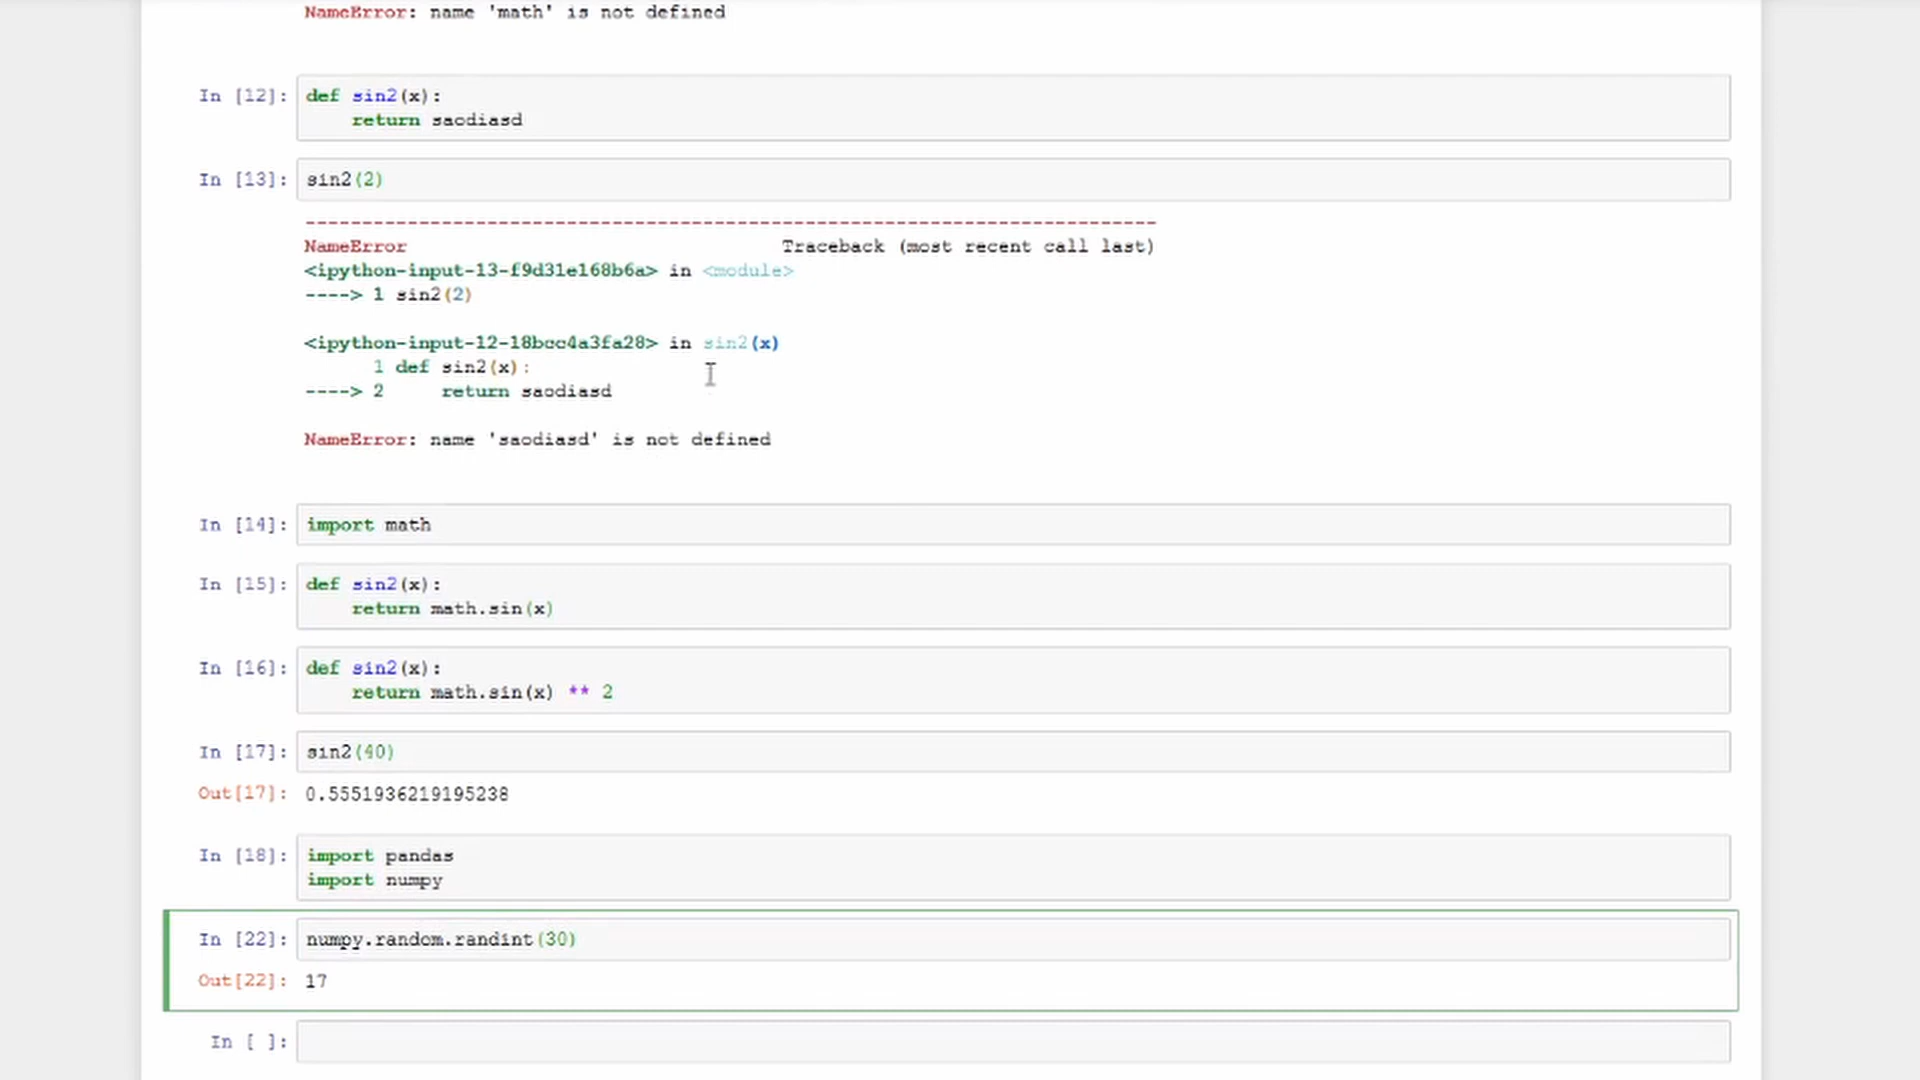 NameError: name 'math' is not defined
In [12]: def sin2(x):
    return saodiasd
In [13]: sin2(2)
---------------------------------------------------------------------------
NameError                                 Traceback (most recent call last)
<ipython-input-13-f9d31e168b6a> in <module>
----> 1 sin2(2)
<ipython-input-12-18bcc4a3fa28> in sin2(x)
      1 def sin2(x):
----> 2     return saodiasd
NameError: name 'saodiasd' is not defined
In [14]: import math
In [15]: def sin2(x):
    return math.sin(x)
In [16]: def sin2(x):
    return math.sin(x) ** 2
In [17]: sin2(40)
Out[17]: 0.5551936219195238
In [18]: import pandas
import numpy
In [22]: numpy.random.randint(30)
Out[22]: 17
In [ ]: